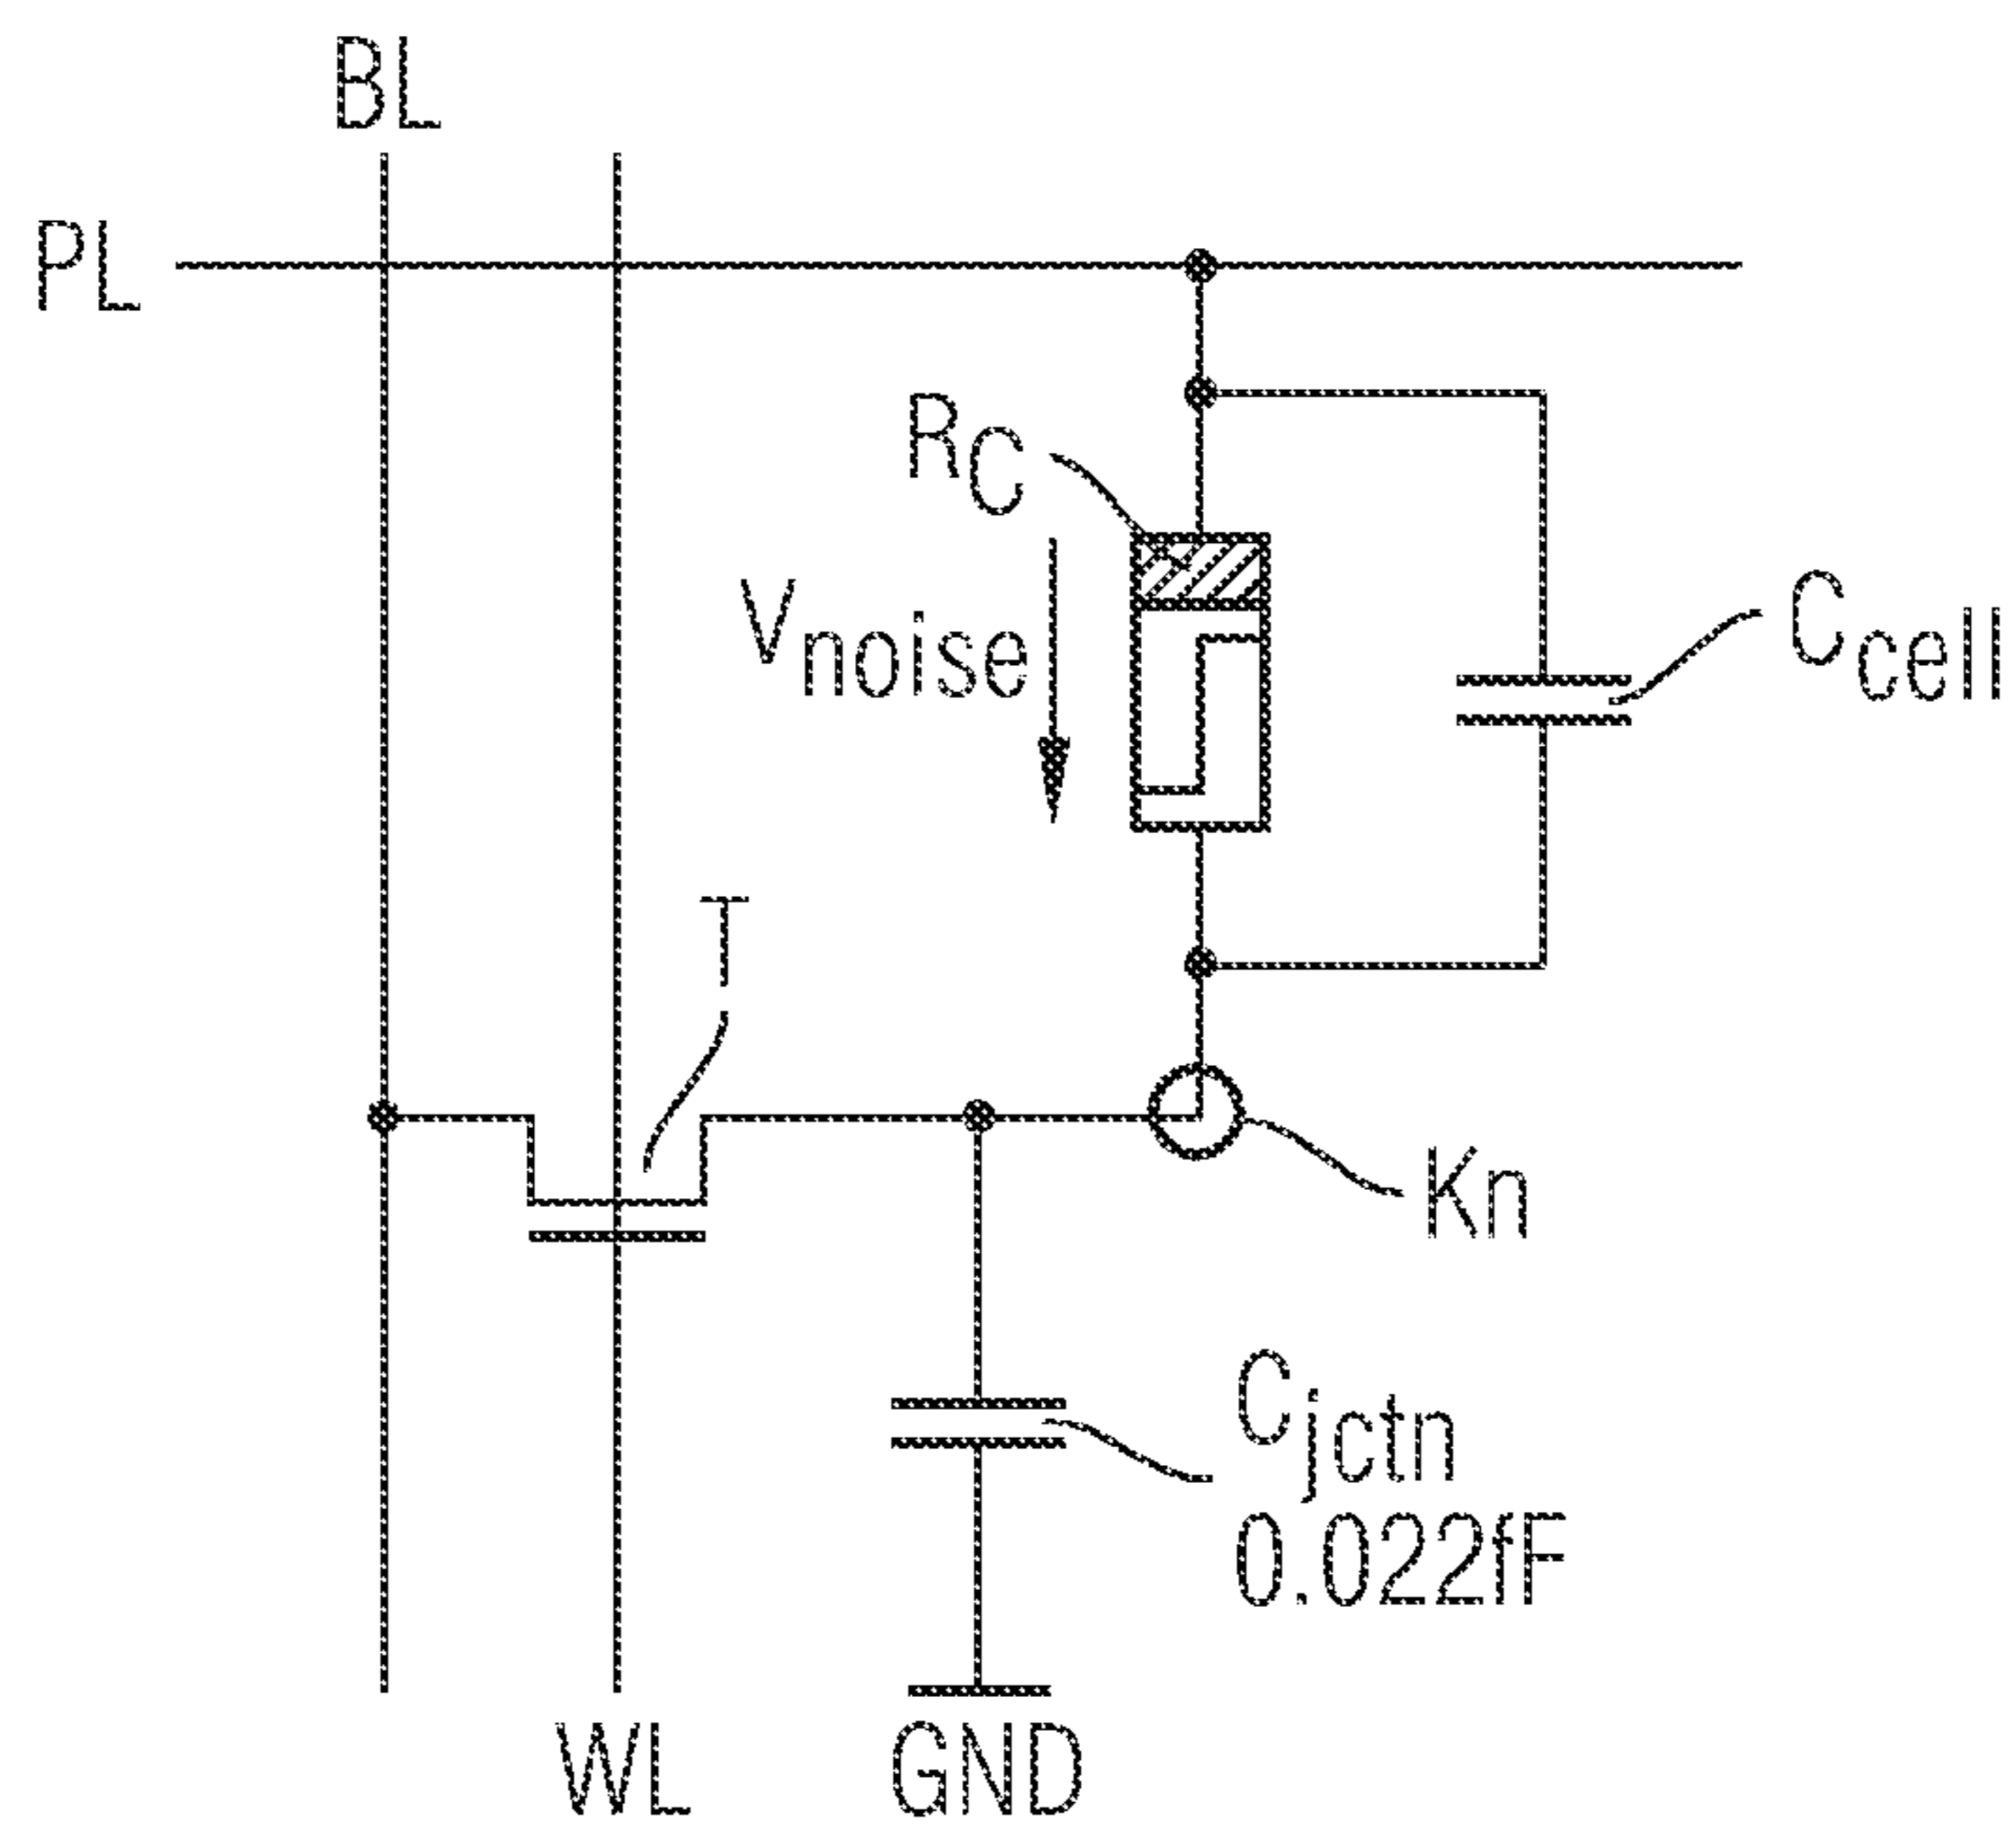 BL
PL
RC
Vnoise
Ccell
T
Kn
Cjctn
0.022fF
WL
GND